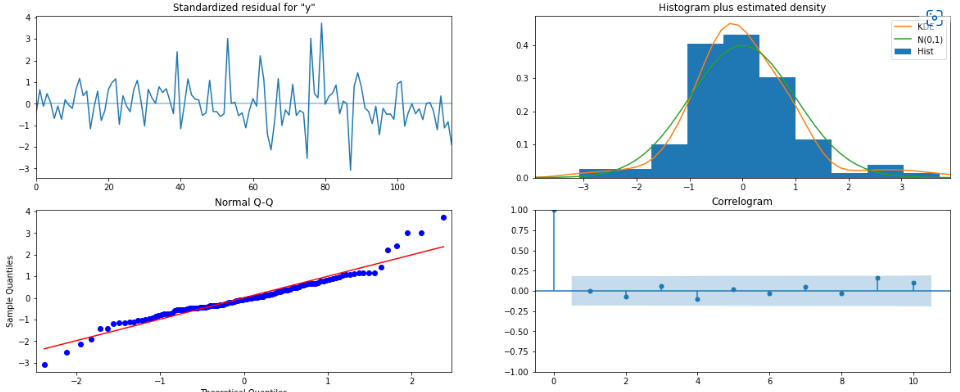 Standardized residual for "y"
4
3
2
1
0
−1
−2
−3
0 20 40 60 80 100
Histogram plus estimated density
0.4
0.3
0.2
0.1
0.0
−3 −2 −1 0 1 2 3
KDE
N(0,1)
Hist
Normal Q-Q
Sample Quantiles
4
3
2
1
0
−1
−2
−3
−2 −1 0 1 2
Theoretical Quantiles
Correlogram
1.00
0.75
0.50
0.25
0.00
−0.25
−0.50
−0.75
−1.00
0 2 4 6 8 10